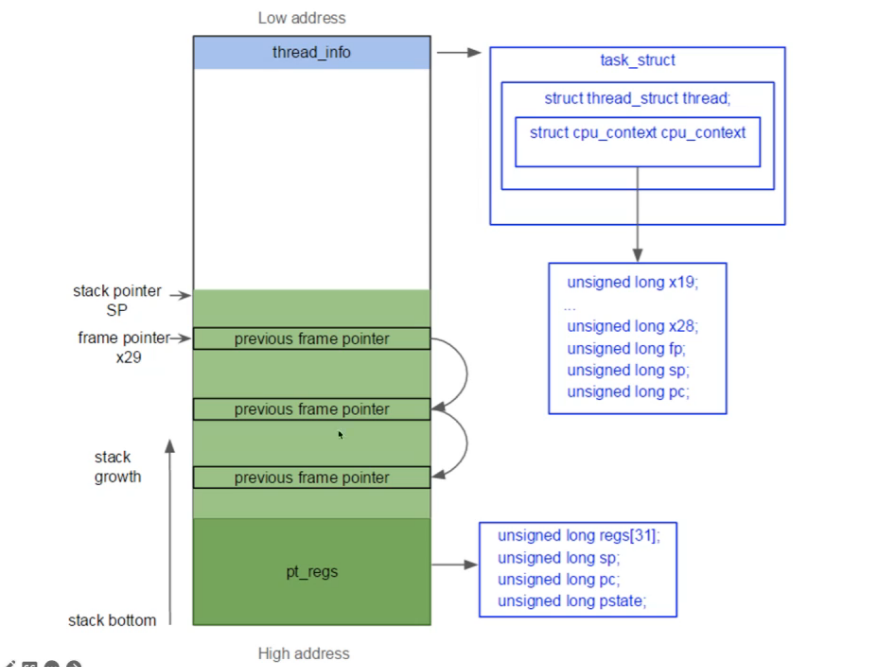 Low address
thread_info
task_struct
struct thread_struct thread;
struct cpu_context cpu_context
unsigned long x19;
...
unsigned long x28;
unsigned long fp;
unsigned long sp;
unsigned long pc;
stack pointer
SP
frame pointer
x29
previous frame pointer
previous frame pointer
previous frame pointer
stack
growth
pt_regs
unsigned long regs[31];
unsigned long sp;
unsigned long pc;
unsigned long pstate;
stack bottom
High address